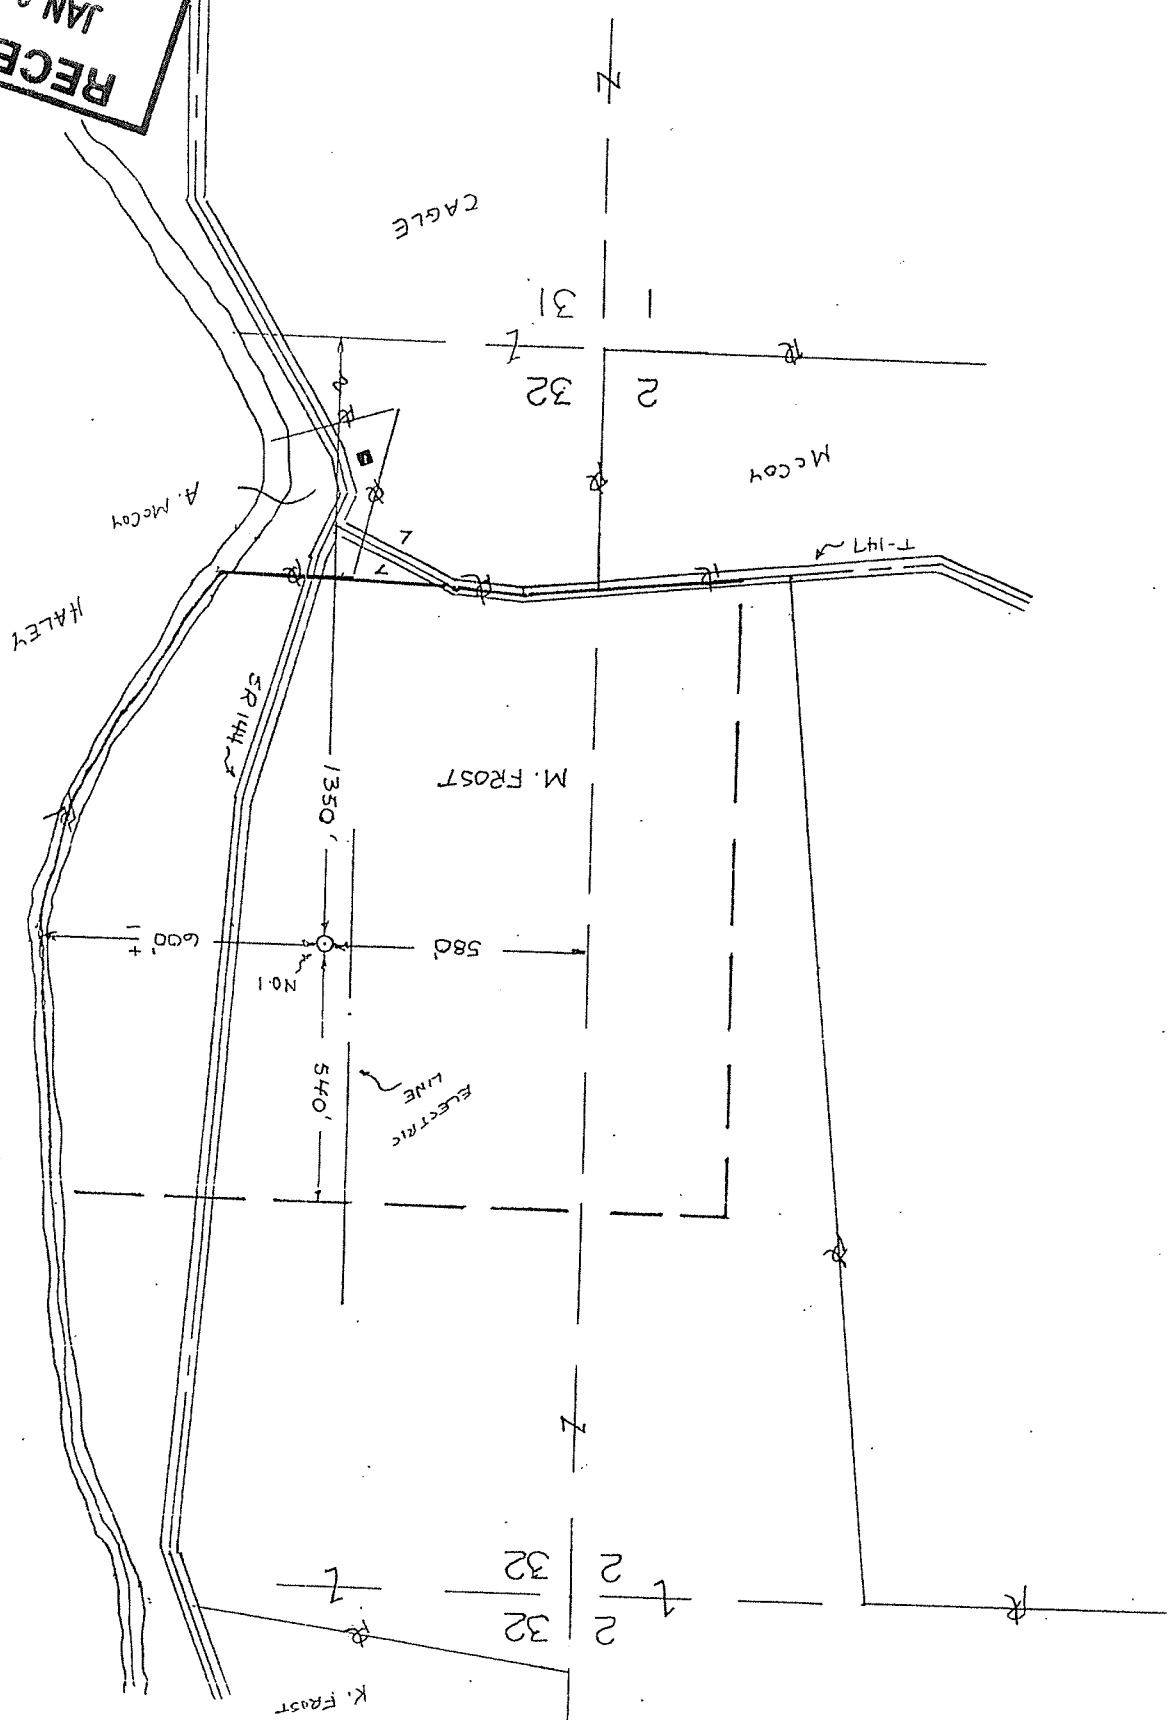 K. FROST
2 32
2 32
ELECTRIC
LINE
540'
NO.1
580'
600' ±
1350'
M. FROST
SR 144
HALEY
T-147
A. McCOY
McCOY
2 32
1 31
CAGLE
RECE
JAN